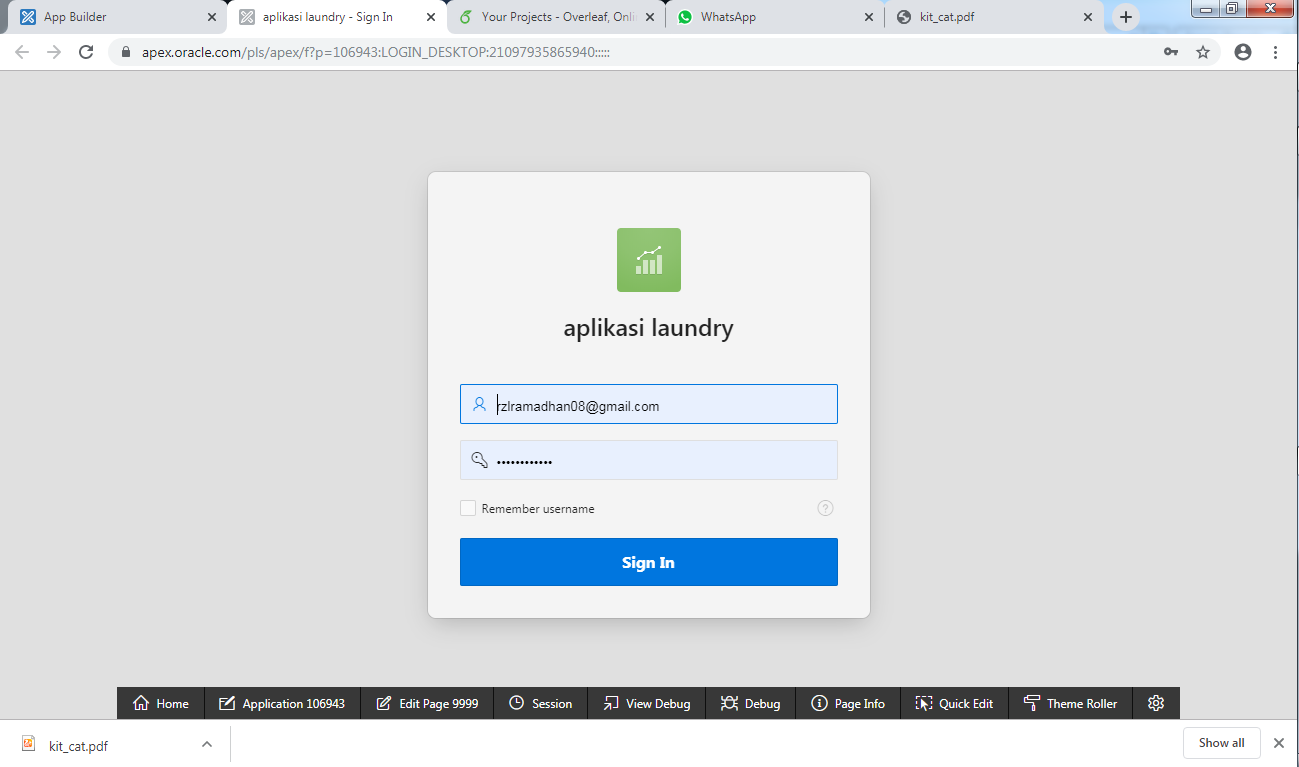 App Builder
aplikasi laundry - Sign In
Your Projects - Overleaf, Onli
WhatsApp
kit_cat.pdf
apex.oracle.com/pls/apex/f?p=106943:LOGIN_DESKTOP:21097935865940:::::
aplikasi laundry
rzlramadhan08@gmail.com
••••••••••••
Remember username
?
Sign In
Home
Application 106943
Edit Page 9999
Session
View Debug
Debug
Page Info
Quick Edit
Theme Roller
kit_cat.pdf
Show all